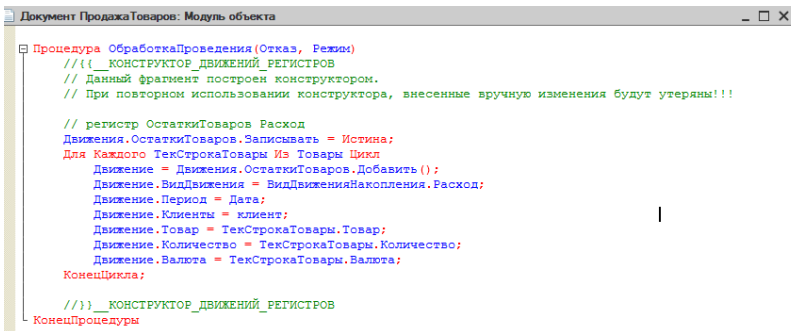 Документ ПродажаТоваров: Модуль объекта
Процедура ОбработкаПроведения(Отказ, Режим)
//{{__КОНСТРУКТОР_ДВИЖЕНИЙ_РЕГИСТРОВ
// Данный фрагмент построен конструктором.
// При повторном использовании конструктора, внесенные вручную изменения будут утеряны!!!
// регистр ОстаткиТоваров Расход
Движения.ОстаткиТоваров.Записывать = Истина;
Для Каждого ТекСтрокаТовары Из Товары Цикл
Движение = Движения.ОстаткиТоваров.Добавить();
Движение.ВидДвижения = ВидДвиженияНакопления.Расход;
Движение.Период = Дата;
Движение.Клиенты = клиент;
Движение.Товар = ТекСтрокаТовары.Товар;
Движение.Количество = ТекСтрокаТовары.Количество;
Движение.Валюта = ТекСтрокаТовары.Валюта;
КонецЦикла;
//}}__КОНСТРУКТОР_ДВИЖЕНИЙ_РЕГИСТРОВ
КонецПроцедуры